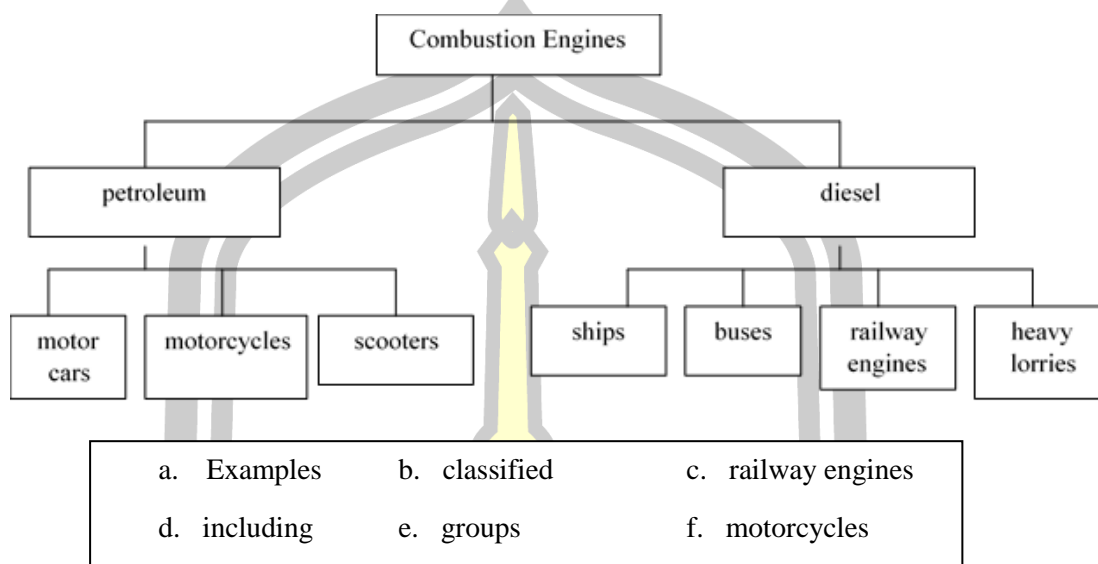 Combustion Engines
petroleum
diesel
motor
cars
motorcycles
scooters
ships
buses
railway
engines
heavy
lorries
a. Examples b. classified c. railway engines
d. including e. groups f. motorcycles